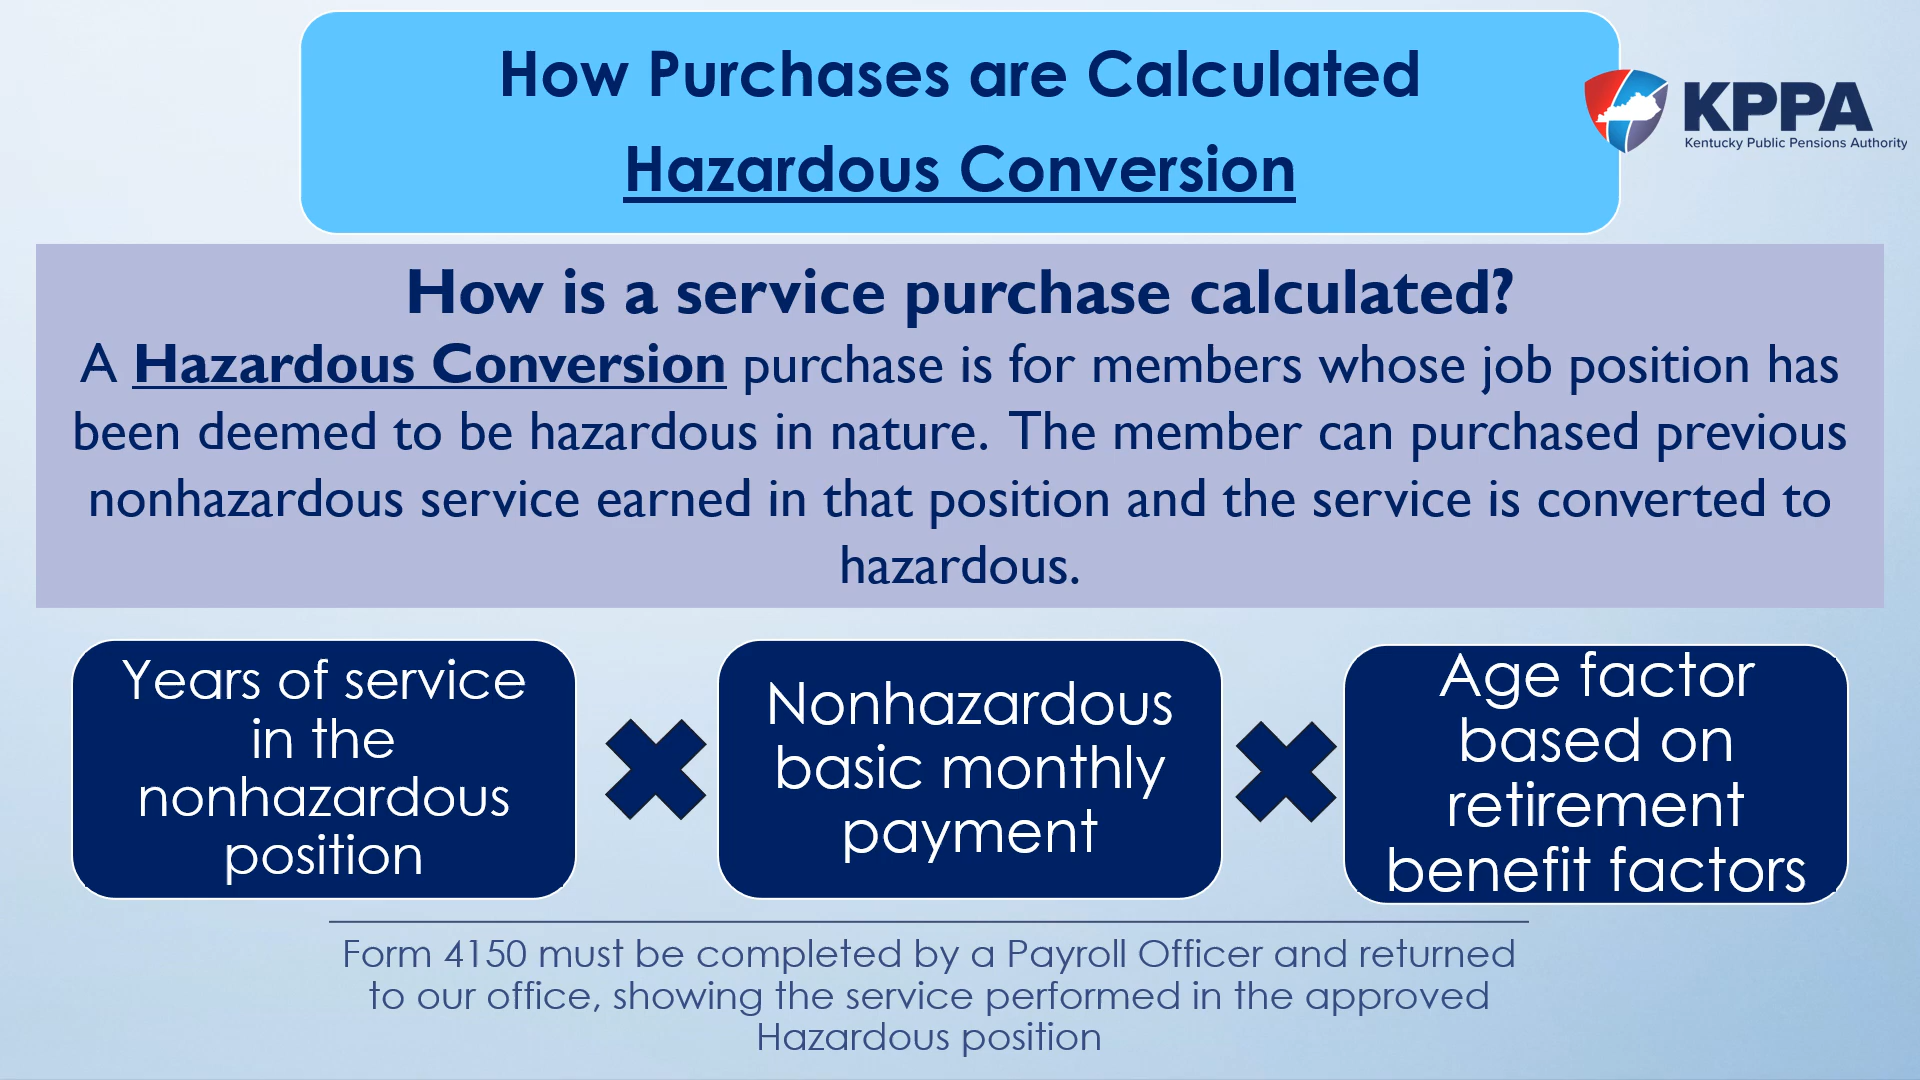 How Purchases are Calculated
Hazardous Conversion
KPPA
Kentucky Public Pensions Authority
How is a service purchase calculated?
A Hazardous Conversion purchase is for members whose job position has
been deemed to be hazardous in nature.  The member can purchased previous
nonhazardous service earned in that position and the service is converted to
hazardous.
Years of service
in the
nonhazardous
position
Nonhazardous
basic monthly
payment
Age factor
based on
retirement
benefit factors
Form 4150 must be completed by a Payroll Officer and returned
to our office, showing the service performed in the approved
Hazardous position